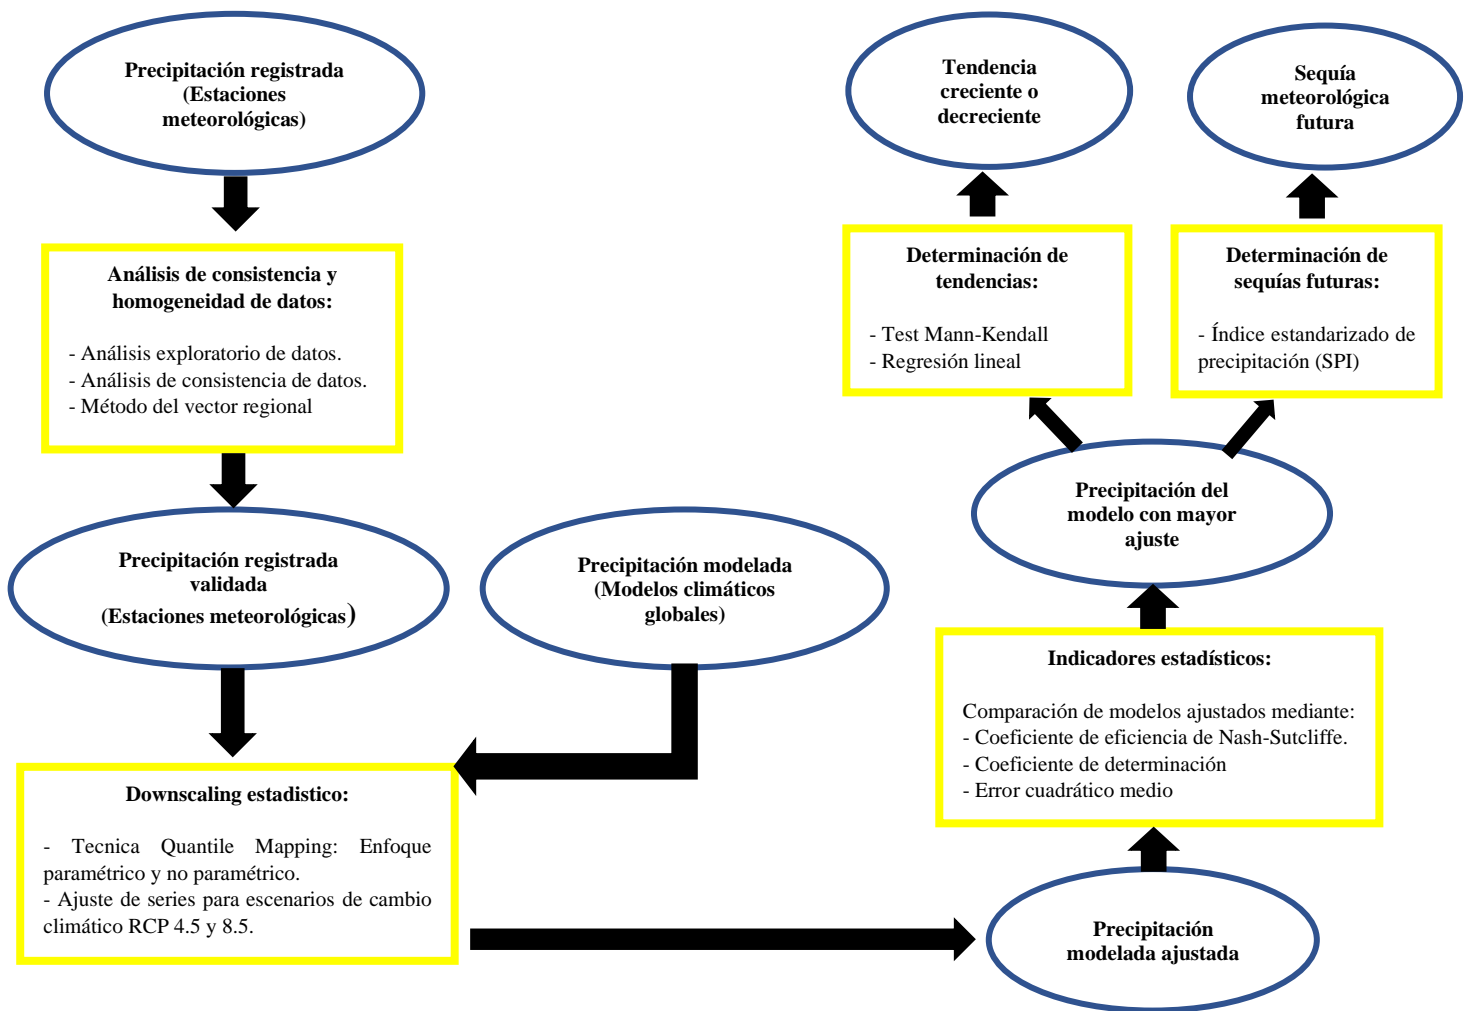 Precipitación registrada
(Estaciones
meteorológicas)
Análisis de consistencia y
homogeneidad de datos:
- Análisis exploratorio de datos.
- Análisis de consistencia de datos.
- Método del vector regional
Precipitación registrada
validada
(Estaciones meteorológicas)
Precipitación modelada
(Modelos climáticos
globales)
Downscaling estadistico:
- Tecnica Quantile Mapping: Enfoque
paramétrico y no paramétrico.
- Ajuste de series para escenarios de cambio
climático RCP 4.5 y 8.5.
Precipitación
modelada ajustada
Indicadores estadísticos:
Comparación de modelos ajustados mediante:
- Coeficiente de eficiencia de Nash-Sutcliffe.
- Coeficiente de determinación
- Error cuadrático medio
Precipitación del
modelo con mayor
ajuste
Determinación de
tendencias:
- Test Mann-Kendall
- Regresión lineal
Determinación de
sequías futuras:
- Índice estandarizado de
precipitación (SPI)
Tendencia
creciente o
decreciente
Sequía
meteorológica
futura